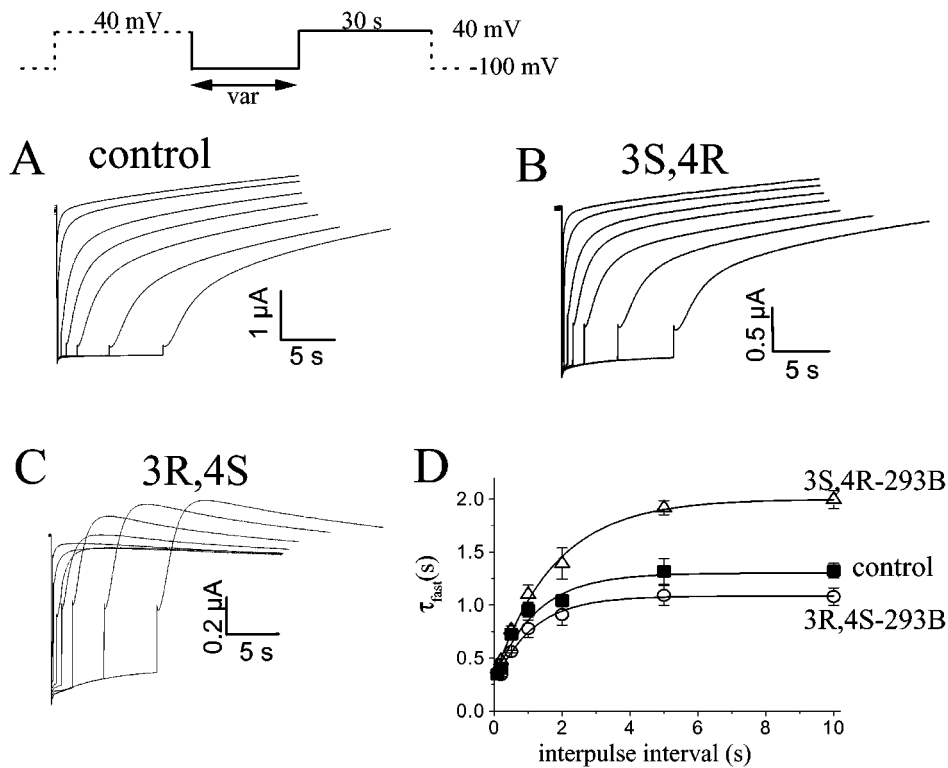 40 mV 30 s 40 mV
-100 mV
var
A control
1 µA
5 s
B 3S,4R
0.5 µA
5 s
C 3R,4S
0.2 µA
5 s
D
3S,4R-293B
control
3R,4S-293B
τfast(s)
2.0
1.5
1.0
0.5
0.0
0 2 4 6 8 10
interpulse interval (s)